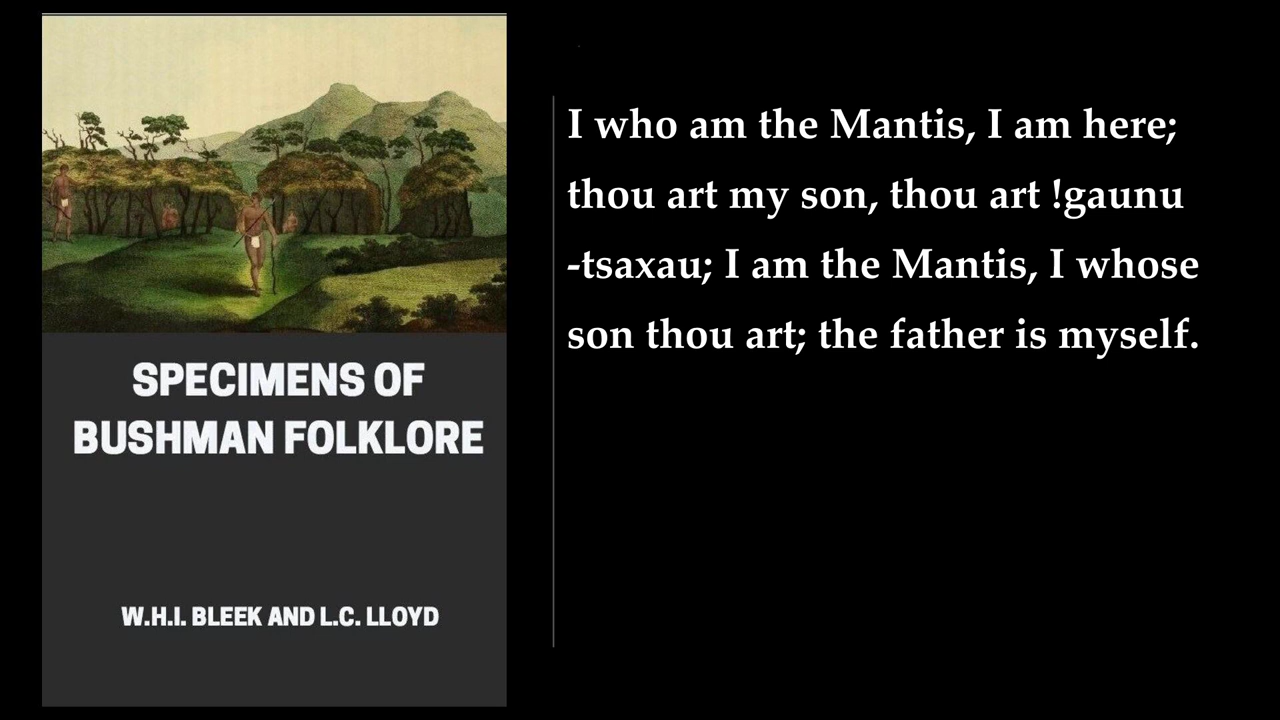 SPECIMENS OF
BUSHMAN FOLKLORE
W.H.I. BLEEK AND L.C. LLOYD
I who am the Mantis, I am here;
thou art my son, thou art !gaunu
-tsaxau; I am the Mantis, I whose
son thou art; the father is myself.